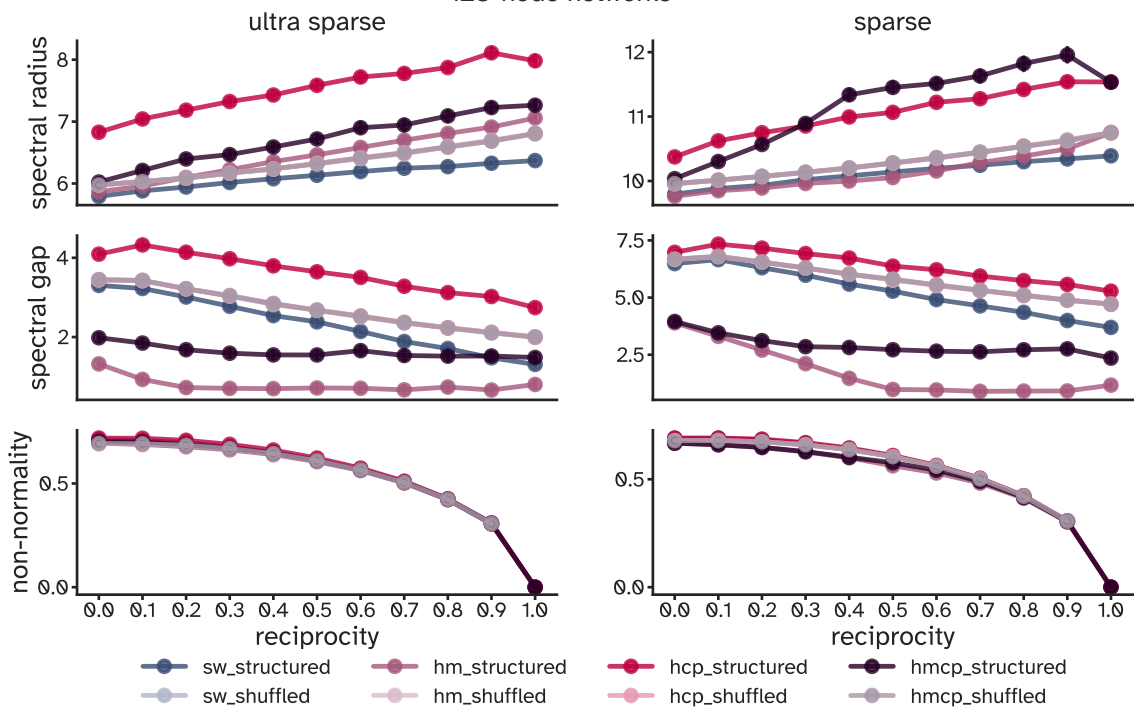 ultra sparse
sparse
spectral radius
8
7
6
12
11
10
spectral gap
4
2
7.5
5.0
2.5
non-normality
0.5
0.0
0.5
0.0
0.0 0.1 0.2 0.3 0.4 0.5 0.6 0.7 0.8 0.9 1.0
0.0 0.1 0.2 0.3 0.4 0.5 0.6 0.7 0.8 0.9 1.0
reciprocity
reciprocity
sw_structured hm_structured hcp_structured hmcp_structured
sw_shuffled hm_shuffled hcp_shuffled hmcp_shuffled